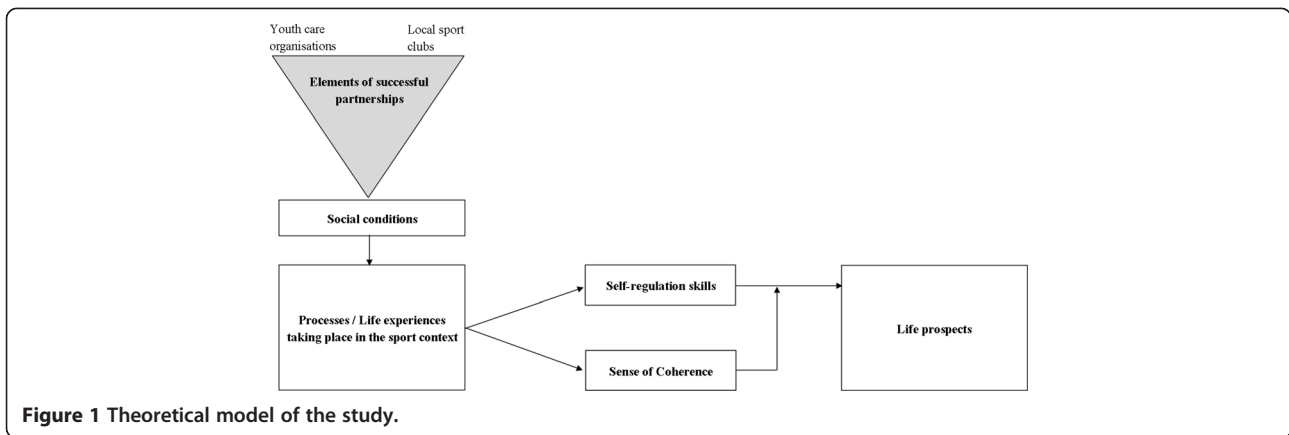 Youth care
organisations
Local sport
clubs
Elements of successful
partnerships
Social conditions
Processes / Life experiences
taking place in the sport context
Self-regulation skills
Sense of Coherence
Life prospects
Figure 1 Theoretical model of the study.